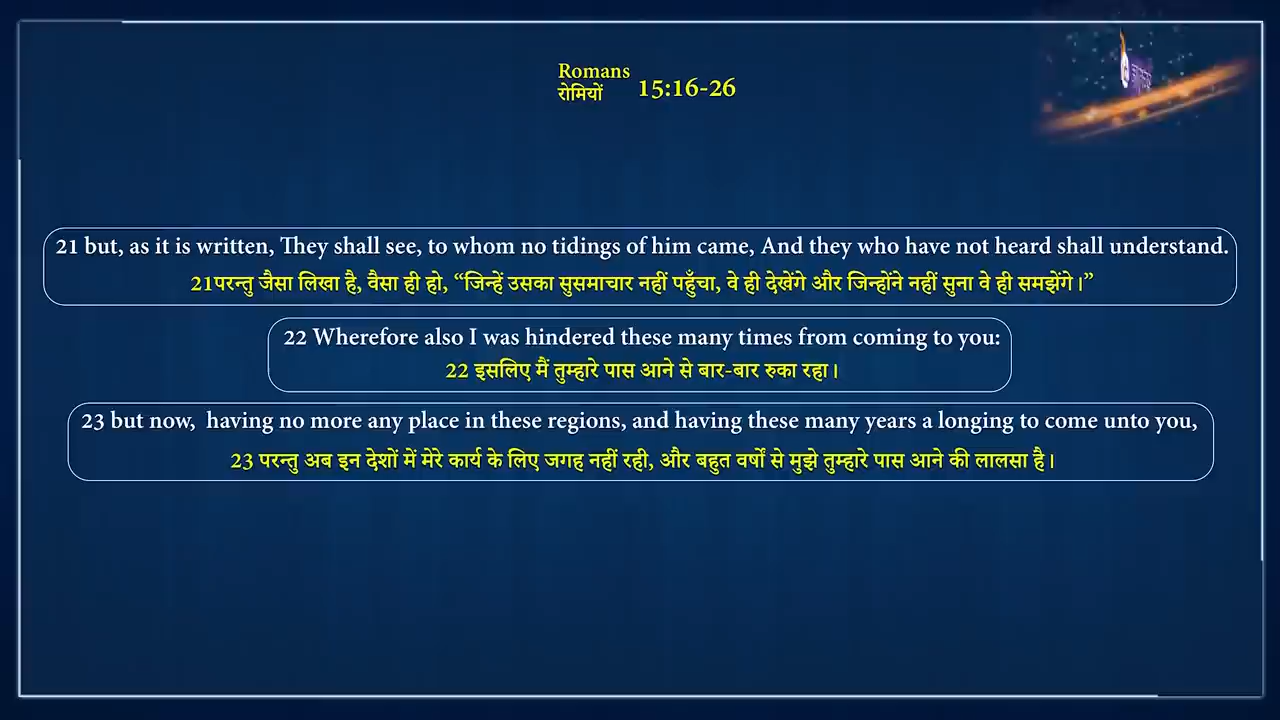 Romans
रोमियों
15:16-26
21 but, as it is written, They shall see, to whom no tidings of him came, And they who have not heard shall understand.
21परन्तु जैसा लिखा है, वैसा ही हो, “जिन्हें उसका सुसमाचार नहीं पहुँचा, वे ही देखेंगे और जिन्होंने नहीं सुना वे ही समझेंगे।”
22 Wherefore also I was hindered these many times from coming to you:
22 इसलिए मैं तुम्हारे पास आने से बार-बार रुका रहा।
23 but now,  having no more any place in these regions, and having these many years a longing to come unto you,
23 परन्तु अब इन देशों में मेरे कार्य के लिए जगह नहीं रही, और बहुत वर्षों से मुझे तुम्हारे पास आने की लालसा है।